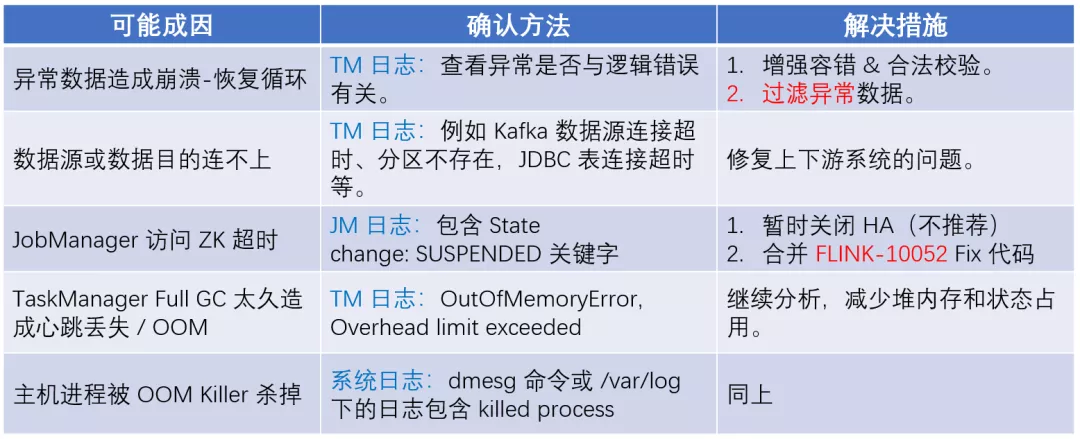 可能成因
确认方法
解决措施
异常数据造成崩溃-恢复循环
TM 日志：查看异常是否与逻辑错误
有关。
1. 增强容错 & 合法校验。
2. 过滤异常数据。
数据源或数据目的连不上
TM 日志：例如 Kafka 数据源连接超
时、分区不存在，JDBC 表连接超时
等。
修复上下游系统的问题。
JobManager 访问 ZK 超时
JM 日志：包含 State
change: SUSPENDED 关键字
1. 暂时关闭 HA（不推荐）
2. 合并 FLINK-10052 Fix 代码
TaskManager Full GC 太久造
成心跳丢失 / OOM
TM 日志：OutOfMemoryError,
Overhead limit exceeded
继续分析，减少堆内存和状态占
用。
主机进程被 OOM Killer 杀掉
系统日志：dmesg 命令或 /var/log
下的日志包含 killed process
同上